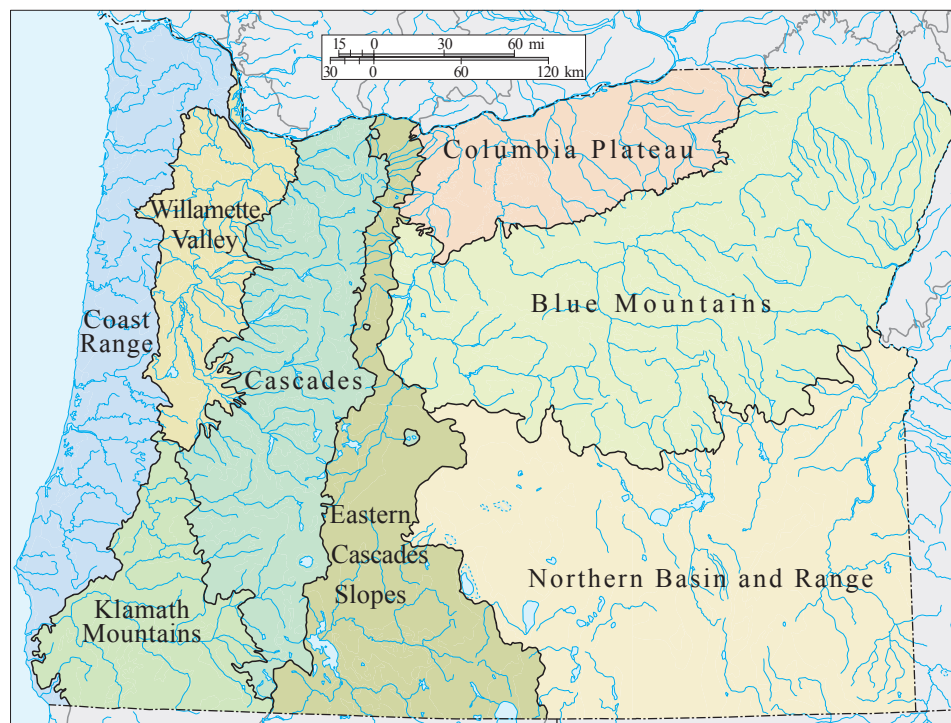 15 0 30 60 mi
30 0 60 120 km
Columbia Plateau
Willamette
Valley
Blue Mountains
Coast
Range
Cascades
Eastern
Cascades
Slopes
Northern Basin and Range
Klamath
Mountains